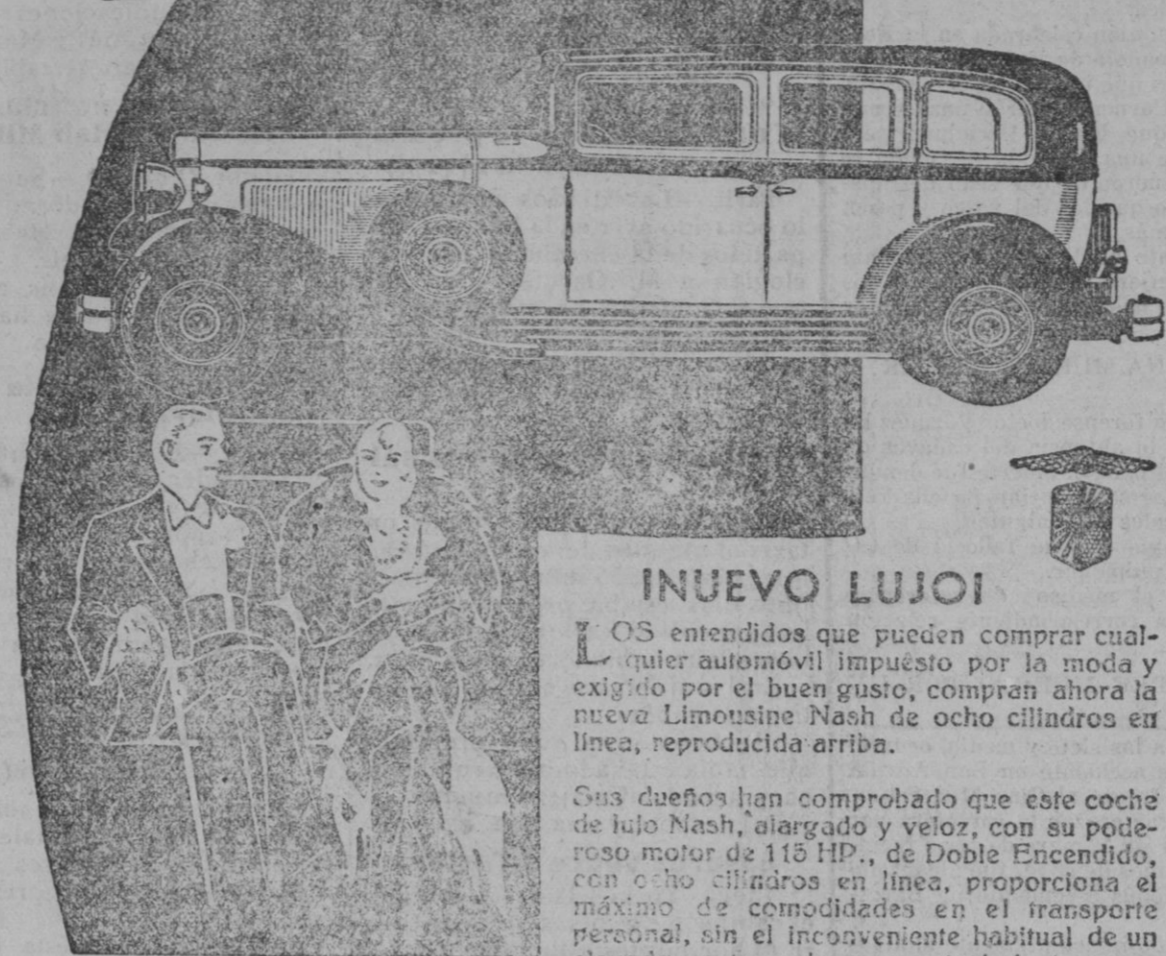 ¡NUEVO LUJO!
LOS entendidos que pueden comprar cual-
quier automóvil impuesto por la moda y
exigido por el buen gusto, compran ahora la
nueva Limousine Nash de ocho cilindros en
línea, reproducida arriba.
Sus dueños han comprobado que este coche
de lujo Nash, alargado y veloz, con su pode-
roso motor de 115 HP., de Doble Encendido,
con ocho cilindros en línea, proporciona el
máximo de comodidades en el transporte
personal, sin el inconveniente habitual de un